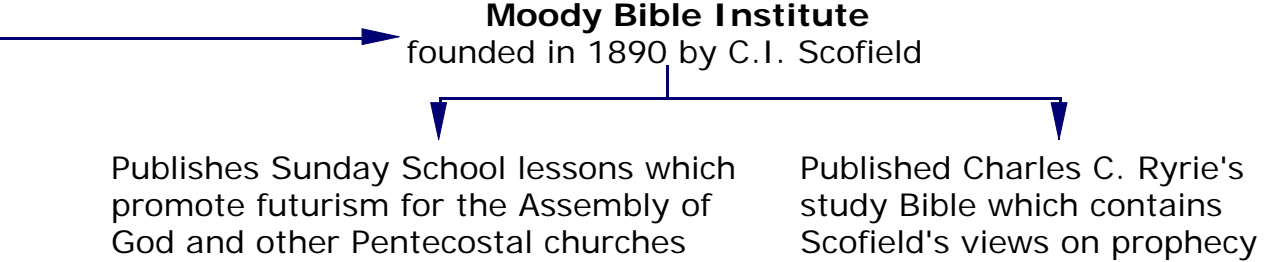 Moody Bible Institute
founded in 1890 by C.I. Scofield
Publishes Sunday School lessons which
promote futurism for the Assembly of
God and other Pentecostal churches
Published Charles C. Ryrie's
study Bible which contains
Scofield's views on prophecy